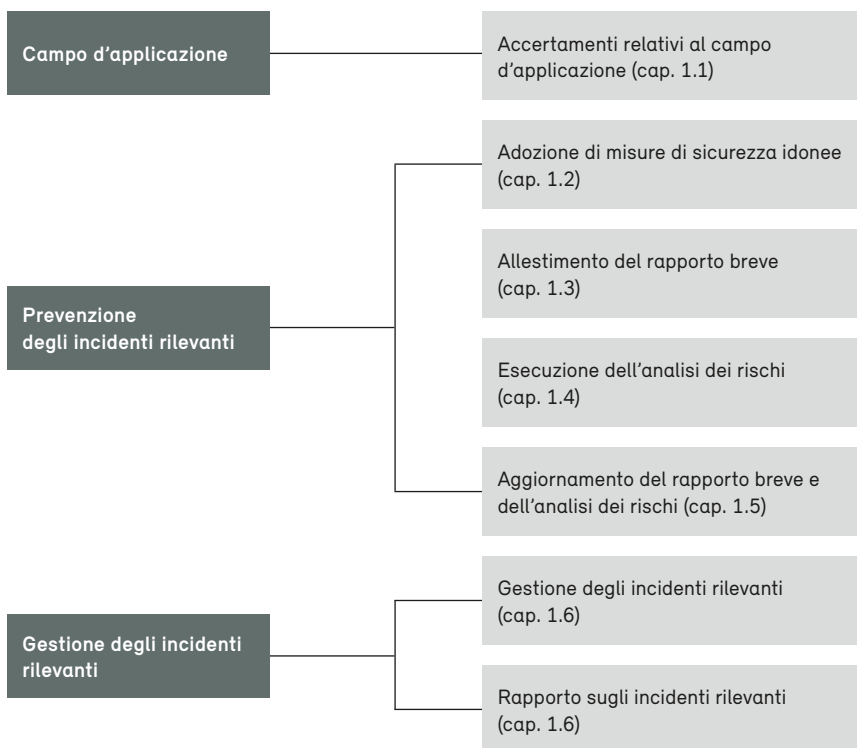 Campo d’applicazione
Accertamenti relativi al campo
d’applicazione (cap. 1.1)
Adozione di misure di sicurezza idonee
(cap. 1.2)
Allestimento del rapporto breve
(cap. 1.3)
Prevenzione
degli incidenti rilevanti
Esecuzione dell’analisi dei rischi
(cap. 1.4)
Aggiornamento del rapporto breve e
dell’analisi dei rischi (cap. 1.5)
Gestione degli incidenti
rilevanti
Gestione degli incidenti rilevanti
(cap. 1.6)
Rapporto sugli incidenti rilevanti
(cap. 1.6)